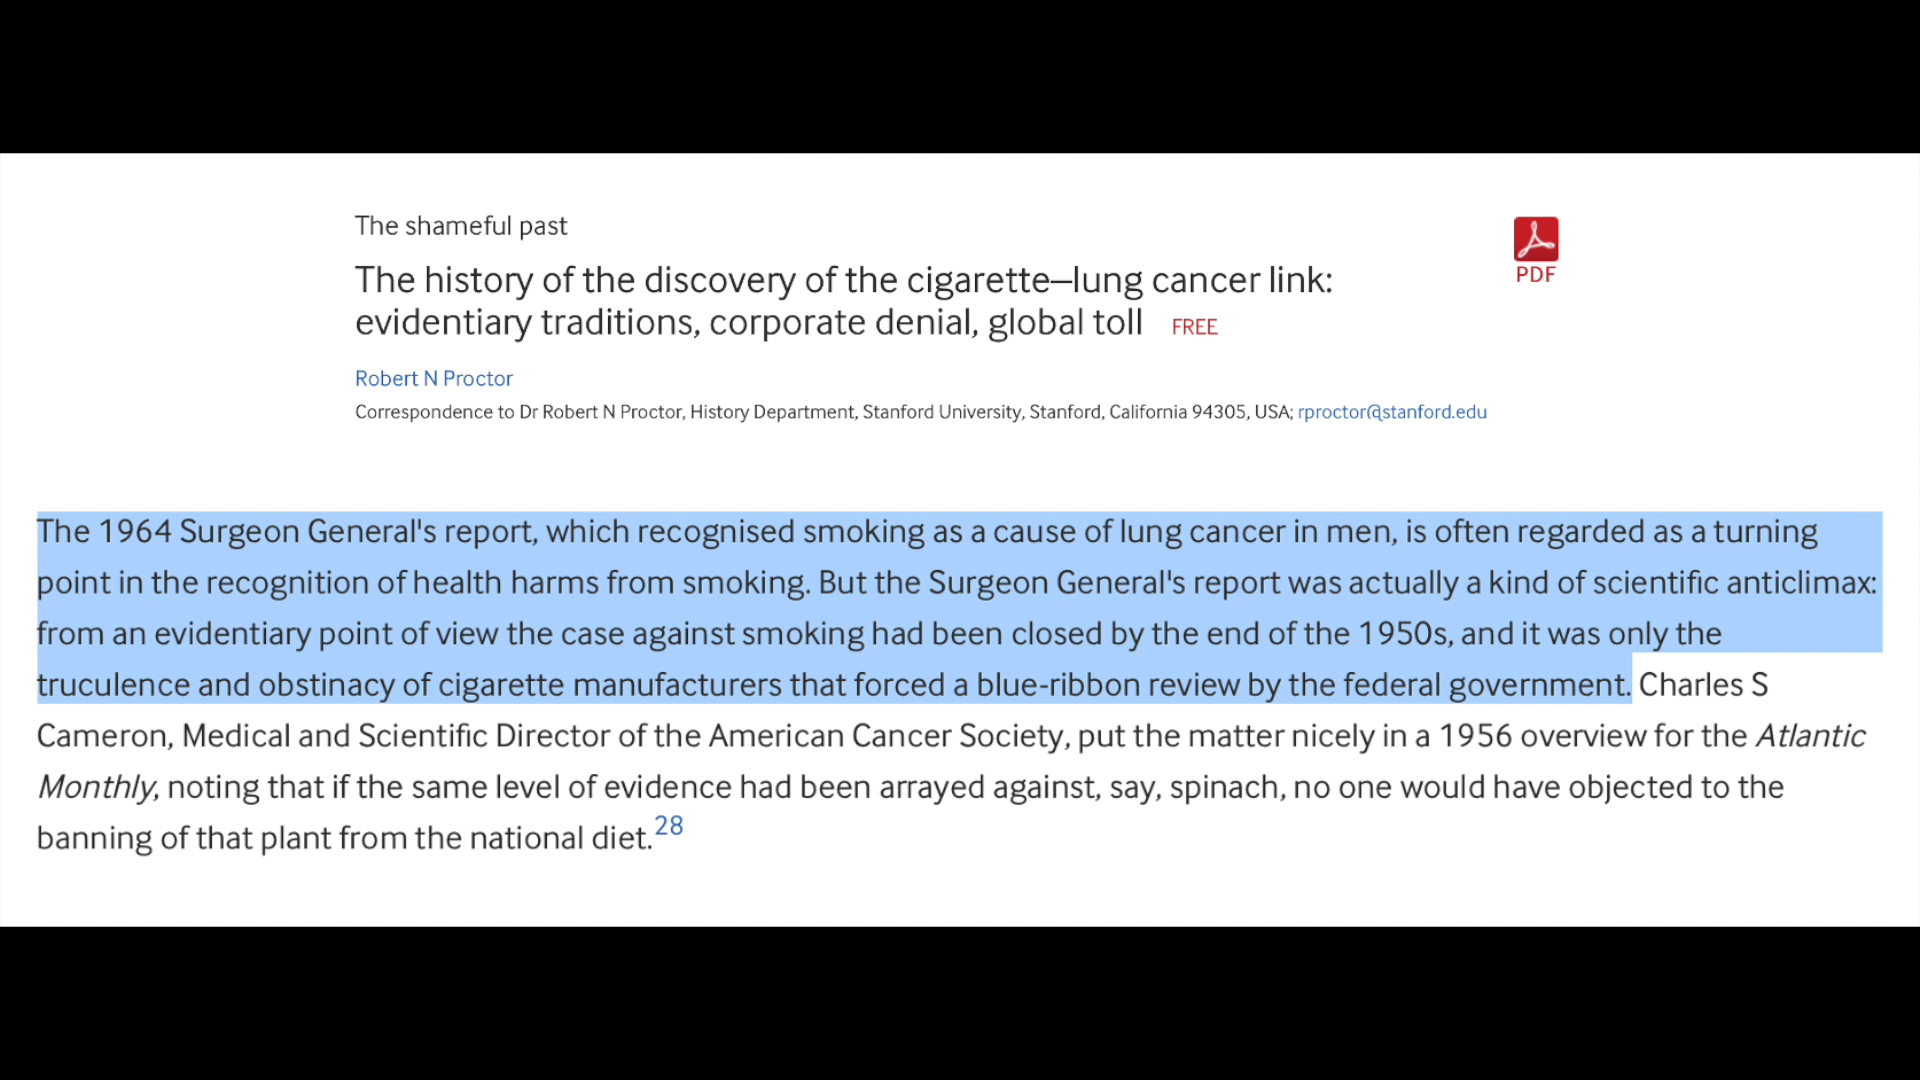 The shameful past
The history of the discovery of the cigarette–lung cancer link:
evidentiary traditions, corporate denial, global toll FREE
PDF
Robert N Proctor
Correspondence to Dr Robert N Proctor, History Department, Stanford University, Stanford, California 94305, USA; rproctor@stanford.edu
The 1964 Surgeon General's report, which recognised smoking as a cause of lung cancer in men, is often regarded as a turning
point in the recognition of health harms from smoking. But the Surgeon General's report was actually a kind of scientific anticlimax:
from an evidentiary point of view the case against smoking had been closed by the end of the 1950s, and it was only the
truculence and obstinacy of cigarette manufacturers that forced a blue-ribbon review by the federal government. Charles S
Cameron, Medical and Scientific Director of the American Cancer Society, put the matter nicely in a 1956 overview for the Atlantic
Monthly, noting that if the same level of evidence had been arrayed against, say, spinach, no one would have objected to the
banning of that plant from the national diet.28